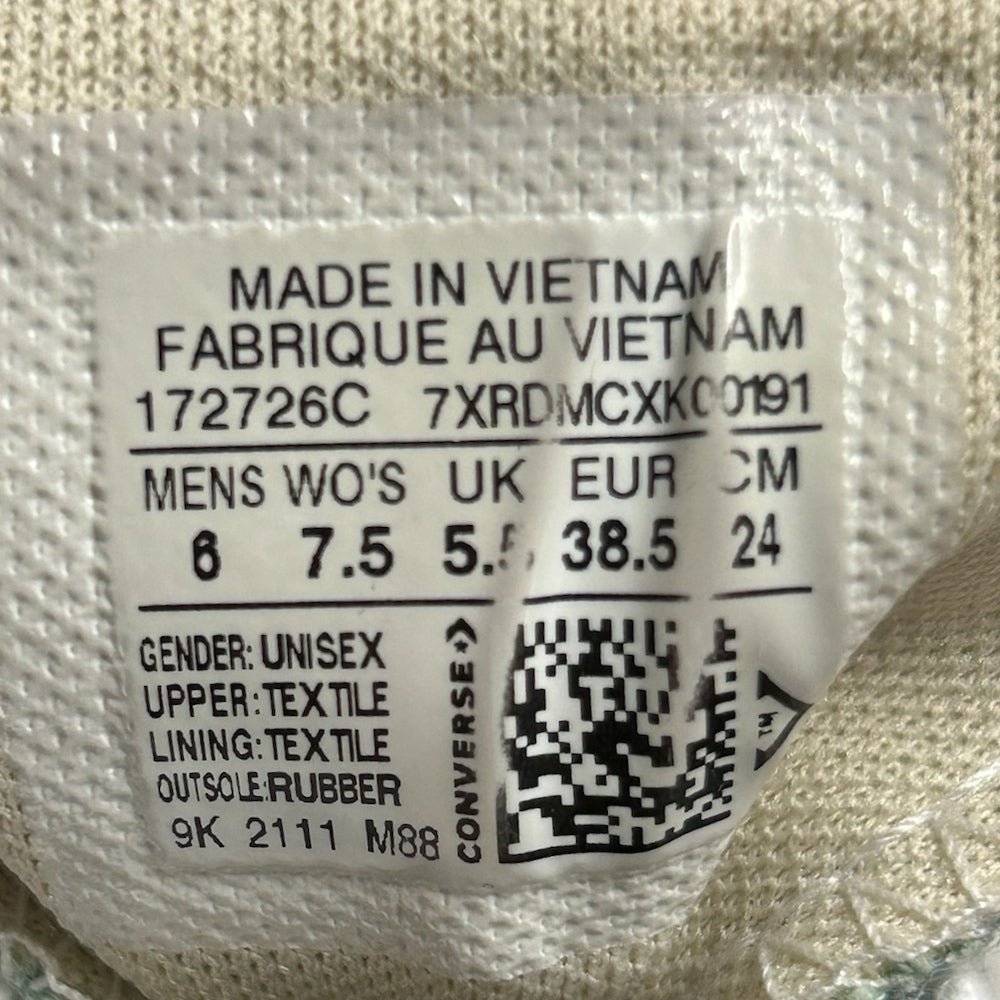 MADE IN VIETNAM
FABRIQUE AU VIETNAM
172726C 7XRDMCXK00191
MENS WO'S UK EUR CM
6 7.5 5.5 38.5 24
GENDER: UNISEX
UPPER: TEXTILE
LINING: TEXTILE
OUTSOLE:RUBBER
9K 2111 M88
CONVERSE
TM